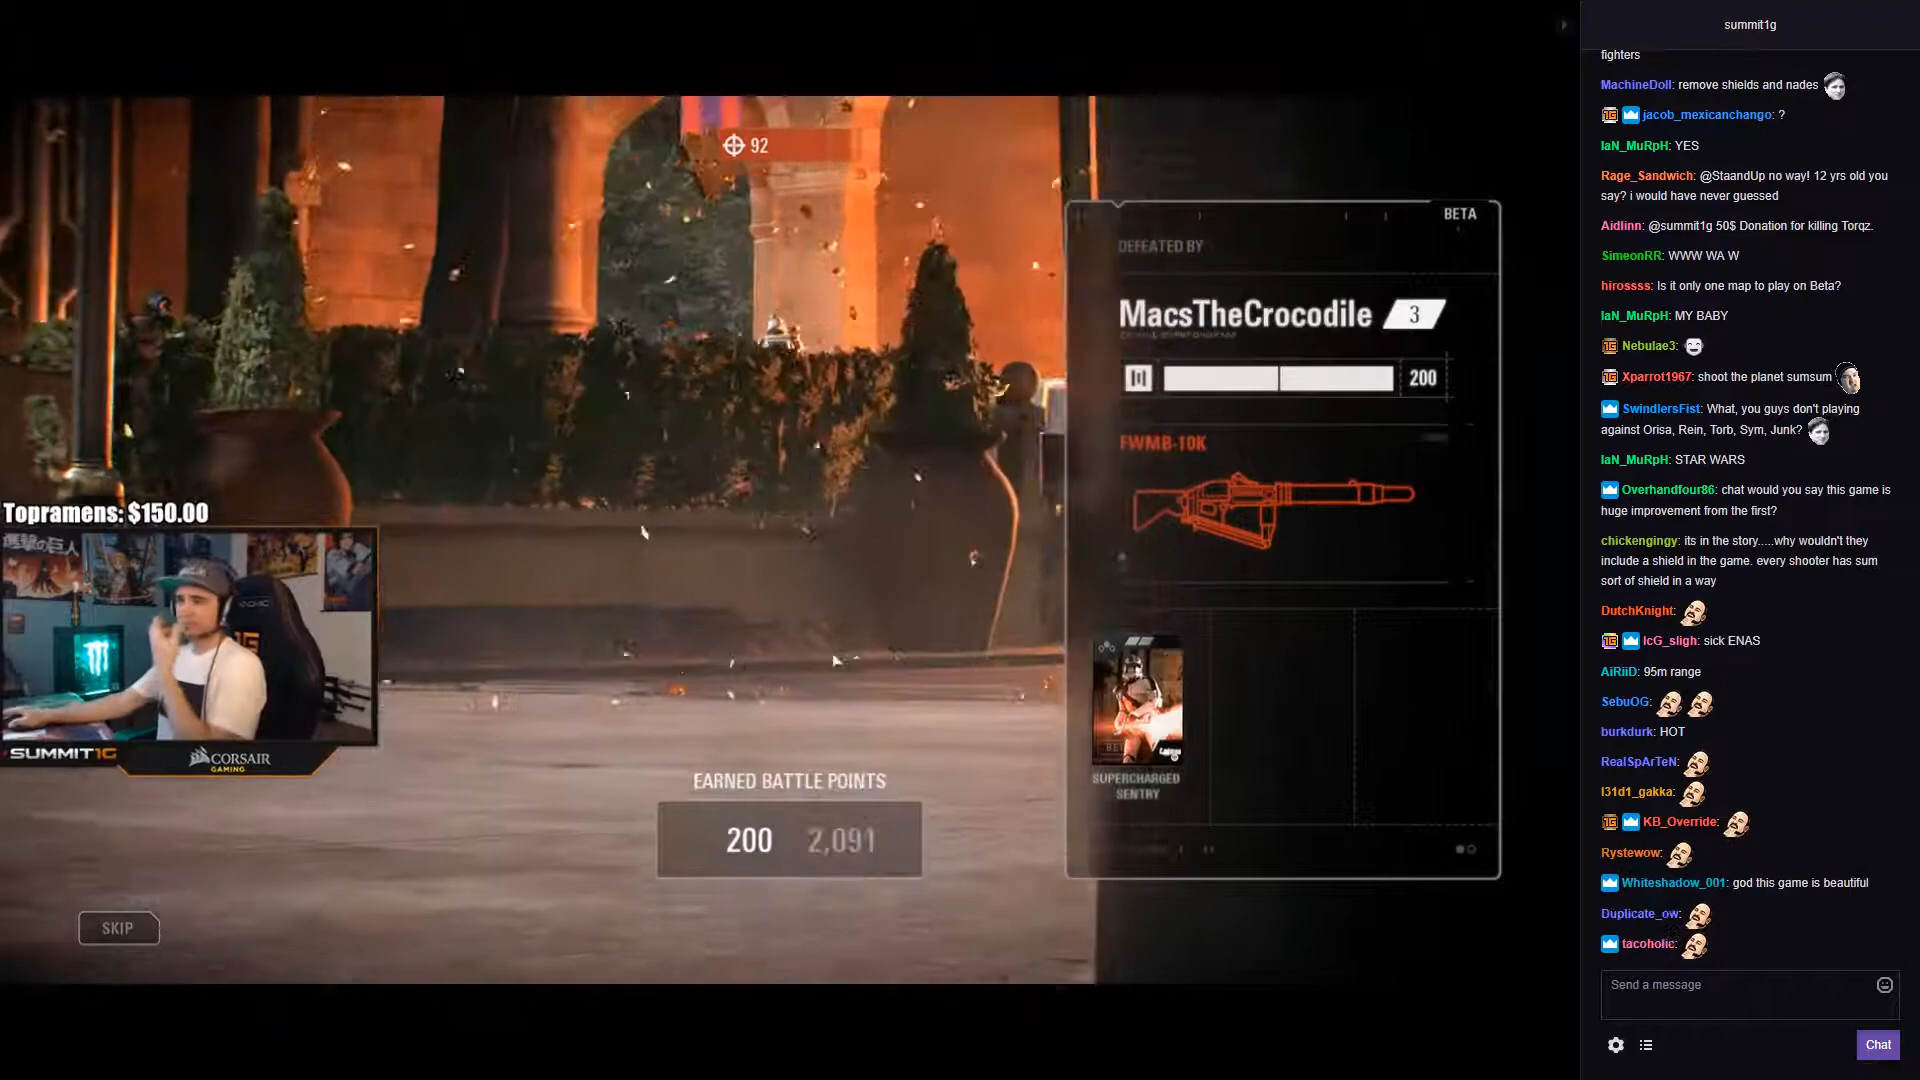 92
BETA
DEFEATED BY
MacsTheCrocodile 3
200
FWMB-10K
SUPERCHARGED
SENTRY
Topramens: $150.00
進撃の巨人
SUMMIT1G
CORSAIR
GAMING
EARNED BATTLE POINTS
200 2,091
SKIP
summit1g
fighters
MachineDoll: remove shields and nades
jacob_mexicanchango: ?
IaN_MuRpH: YES
Rage_Sandwich: @StaandUp no way! 12 yrs old you
say? i would have never guessed
Aidlinn: @summit1g 50$ Donation for killing Torqz.
SimeonRR: WWW WA W
hirossss: Is it only one map to play on Beta?
IaN_MuRpH: MY BABY
Nebulae3:
Xparrot1967: shoot the planet sumsum
SwindlersFist: What, you guys don't playing
against Orisa, Rein, Torb, Sym, Junk?
IaN_MuRpH: STAR WARS
Overhandfour86: chat would you say this game is
huge improvement from the first?
chickengingy: its in the story.....why wouldn't they
include a shield in the game. every shooter has sum
sort of shield in a way
DutchKnight:
IcG_sligh: sick ENAS
AiRiiD: 95m range
SebuOG:
burkdurk: HOT
RealSpArTeN:
l31d1_gakka:
KB_Override:
Rystewow:
Whiteshadow_001: god this game is beautiful
Duplicate_ow:
tacoholic:
Send a message
Chat